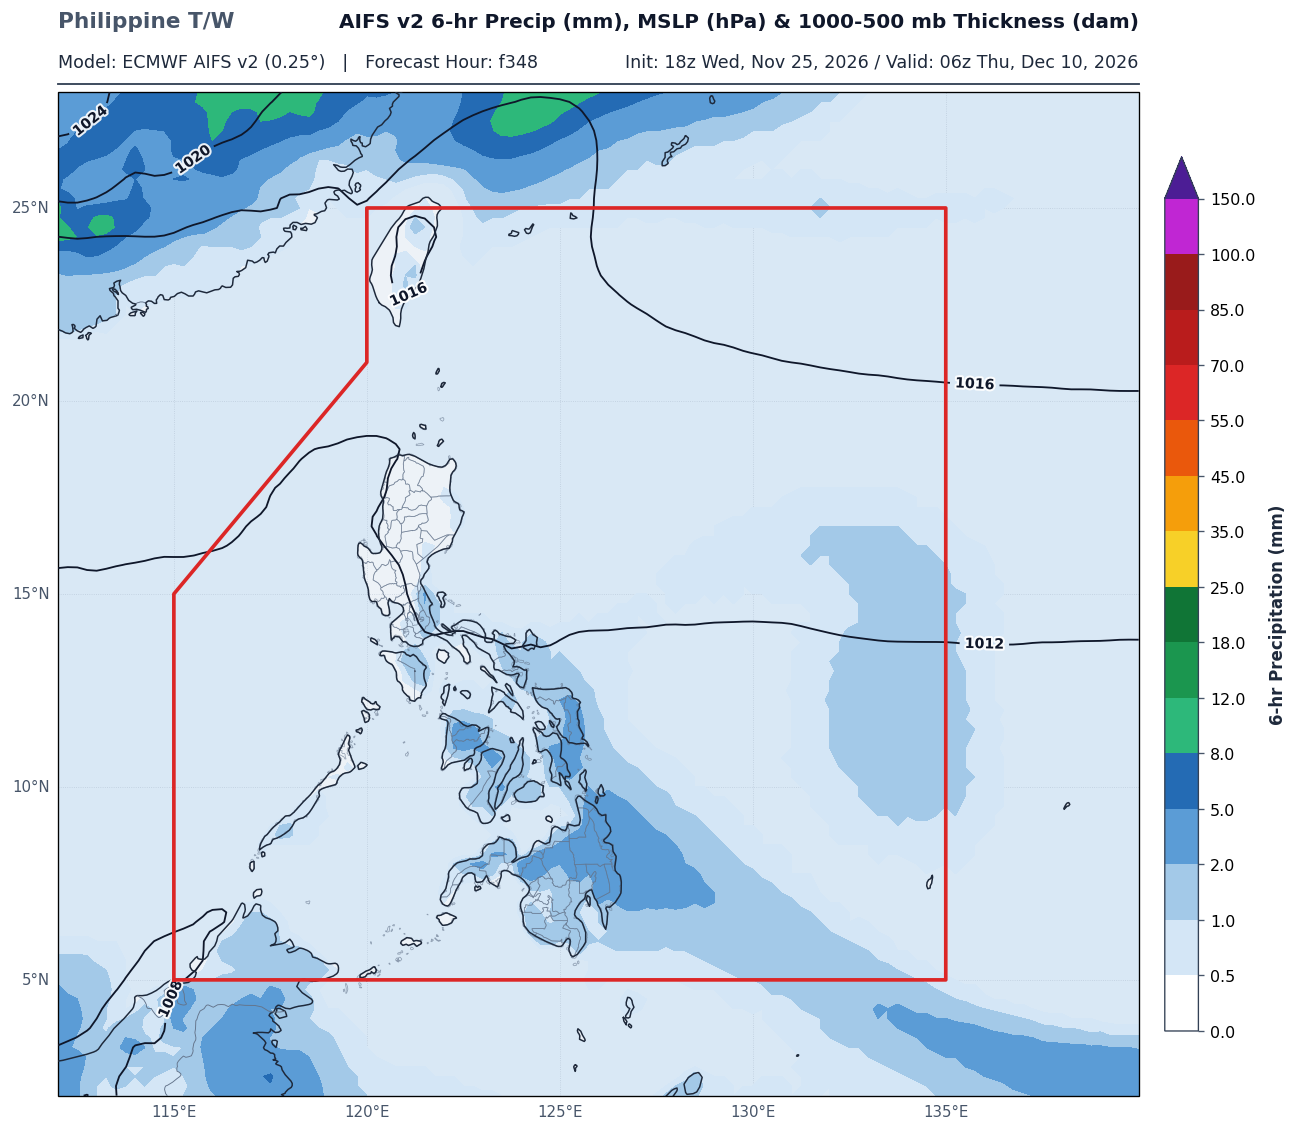 Philippine T/W
AIFS v2 6-hr Precip (mm), MSLP (hPa) & 1000-500 mb Thickness (dam)
Model: ECMWF AIFS v2 (0.25°) | Forecast Hour: f348
Init: 18z Wed, Nov 25, 2026 / Valid: 06z Thu, Dec 10, 2026
1024
1020
25°N
1016
1016
20°N
15°N
1012
10°N
5°N
1008
115°E
120°E
125°E
130°E
135°E
150.0
100.0
85.0
70.0
55.0
45.0
35.0
25.0
18.0
12.0
8.0
5.0
2.0
1.0
0.5
0.0
6-hr Precipitation (mm)